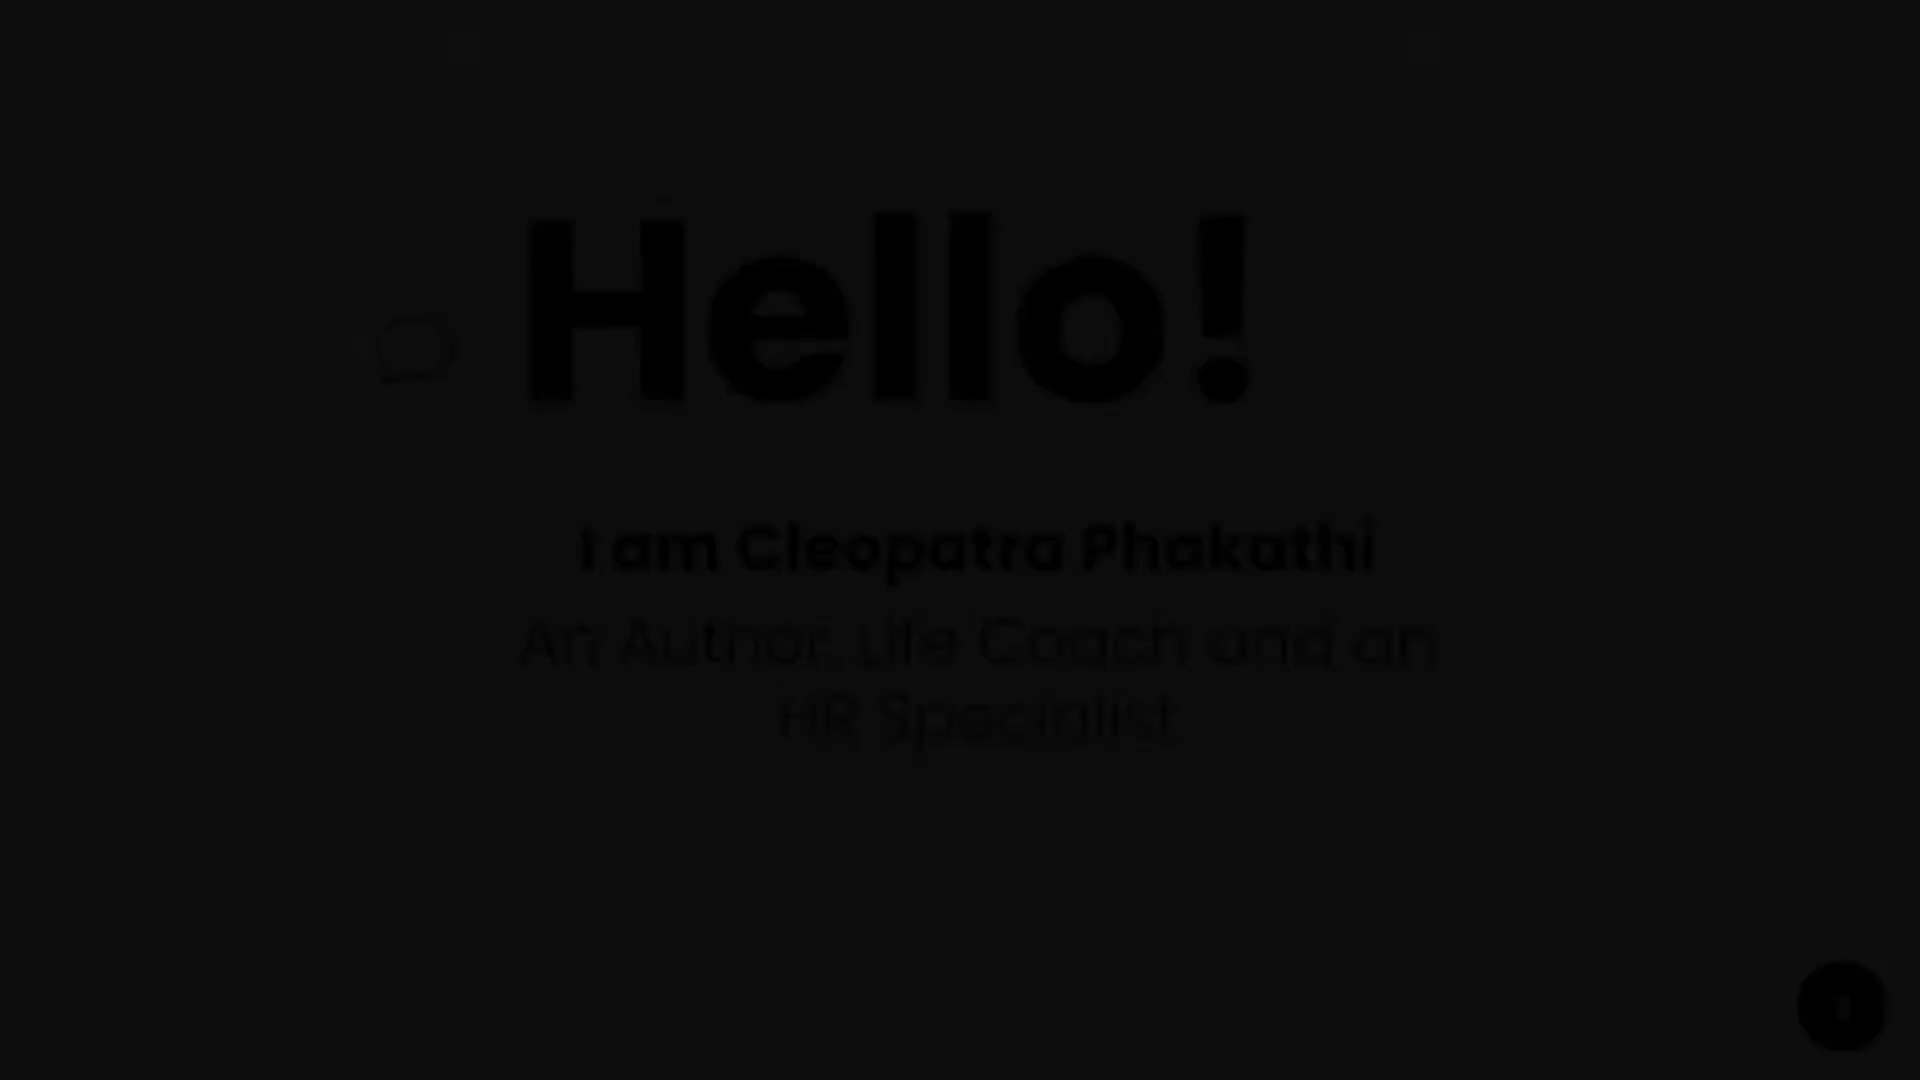 Hello!
I am Cleopatra Phakathi
An Author, Life Coach and an
HR Specialist